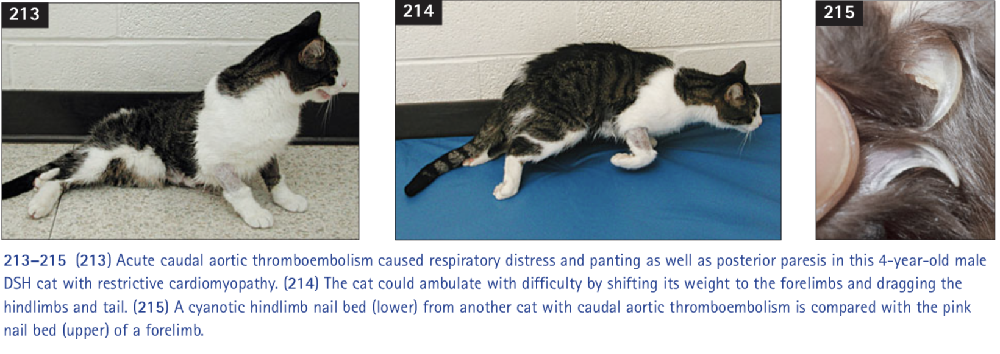 213
214
215
213–215 (213) Acute caudal aortic thromboembolism caused respiratory distress and panting as well as posterior paresis in this 4-year-old male
DSH cat with restrictive cardiomyopathy. (214) The cat could ambulate with difficulty by shifting its weight to the forelimbs and dragging the
hindlimbs and tail. (215) A cyanotic hindlimb nail bed (lower) from another cat with caudal aortic thromboembolism is compared with the pink
nail bed (upper) of a forelimb.